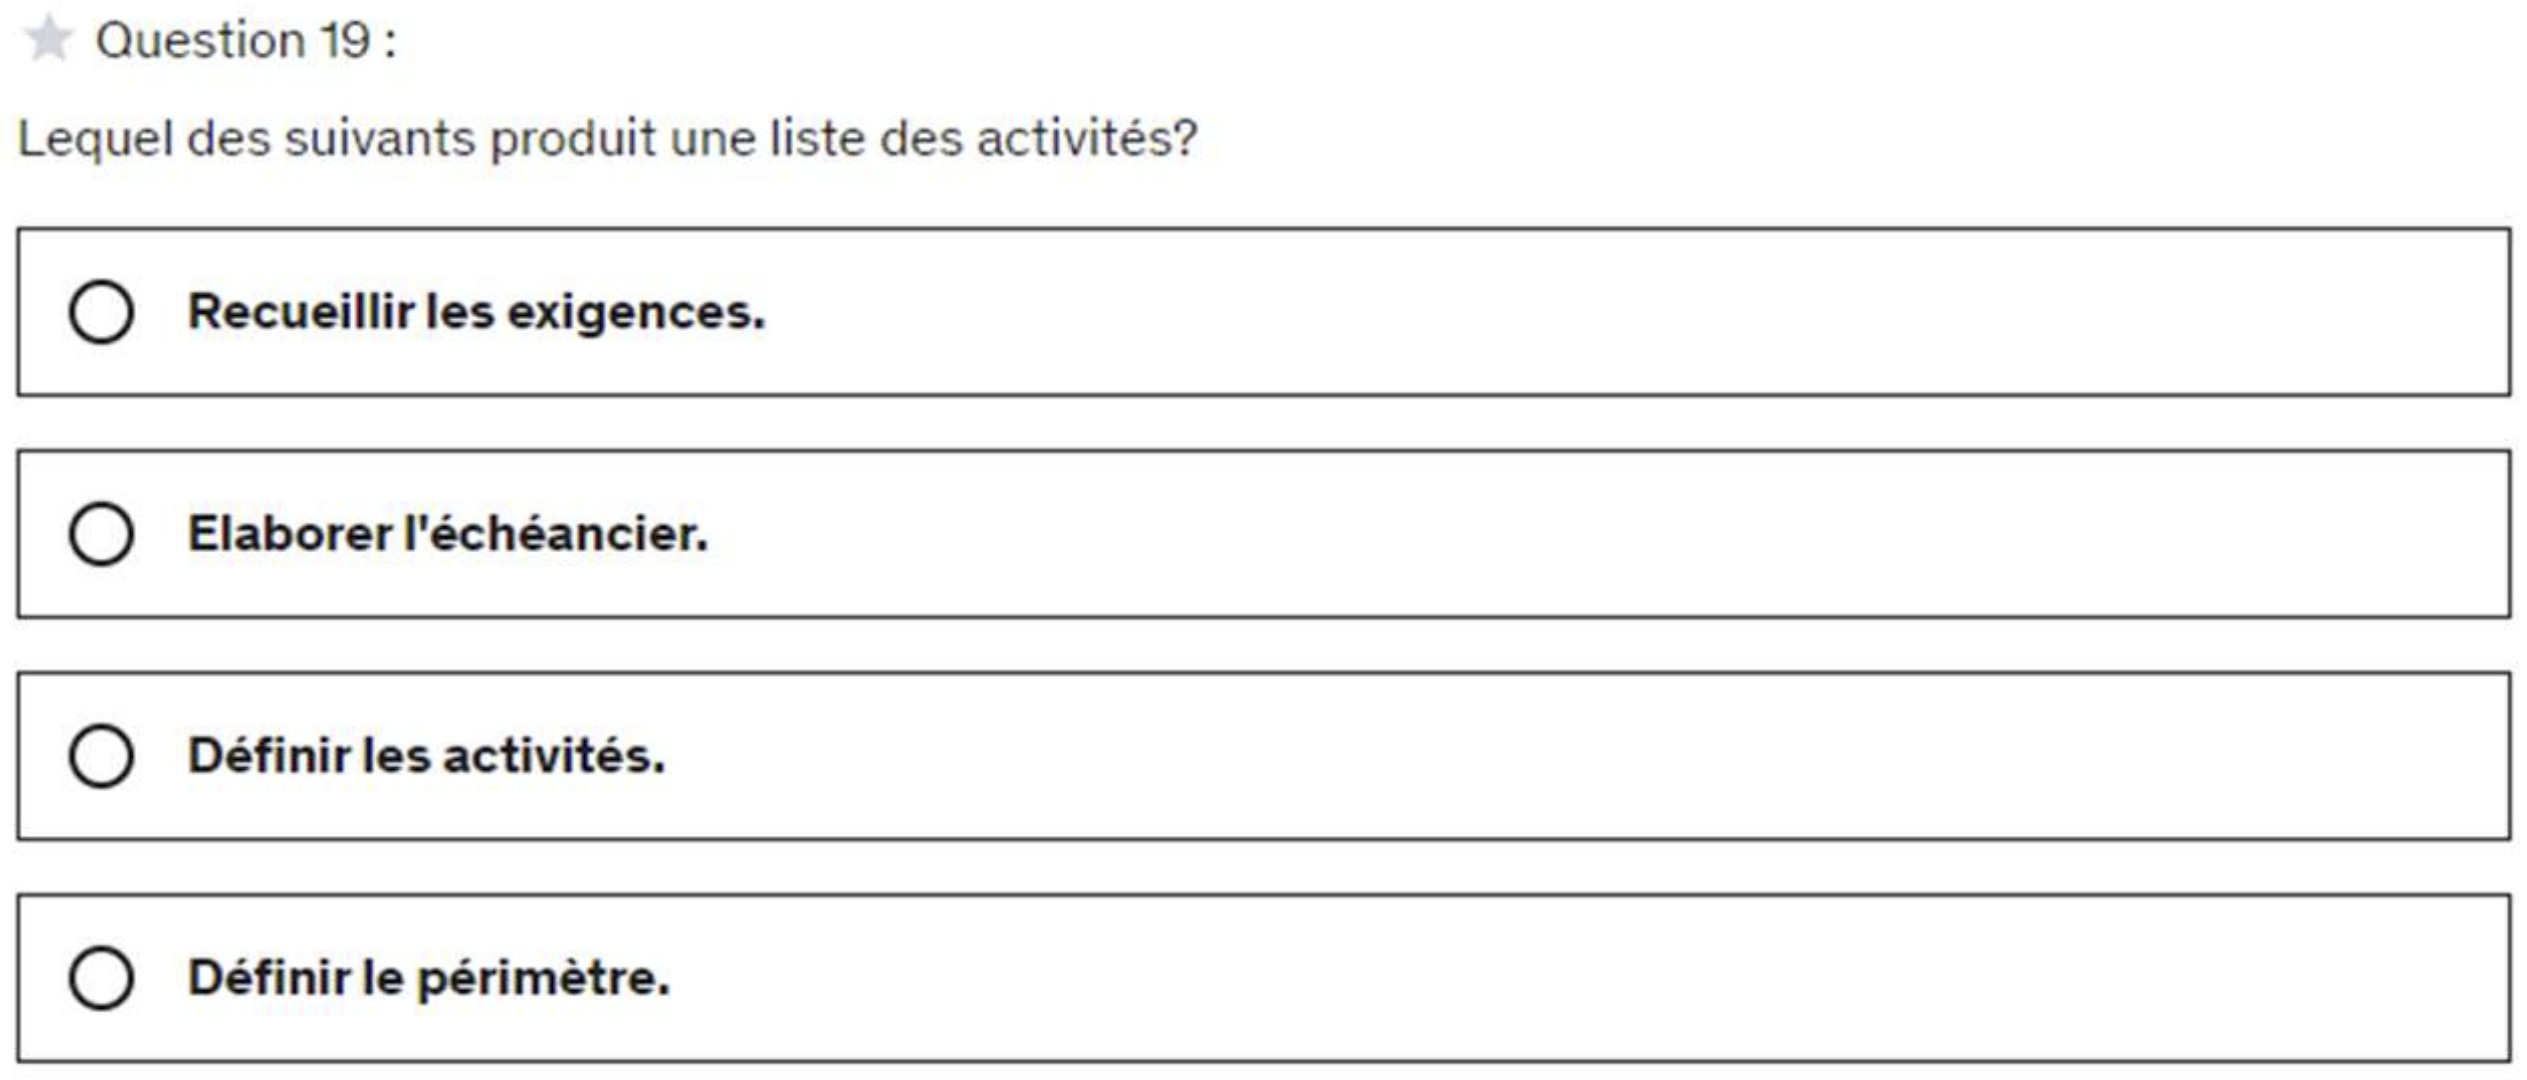 Question 19 :
Lequel des suivants produit une liste des activités?
Recueillir les exigences.
Elaborer l'échéancier.
Définir les activités.
Définir le périmètre.